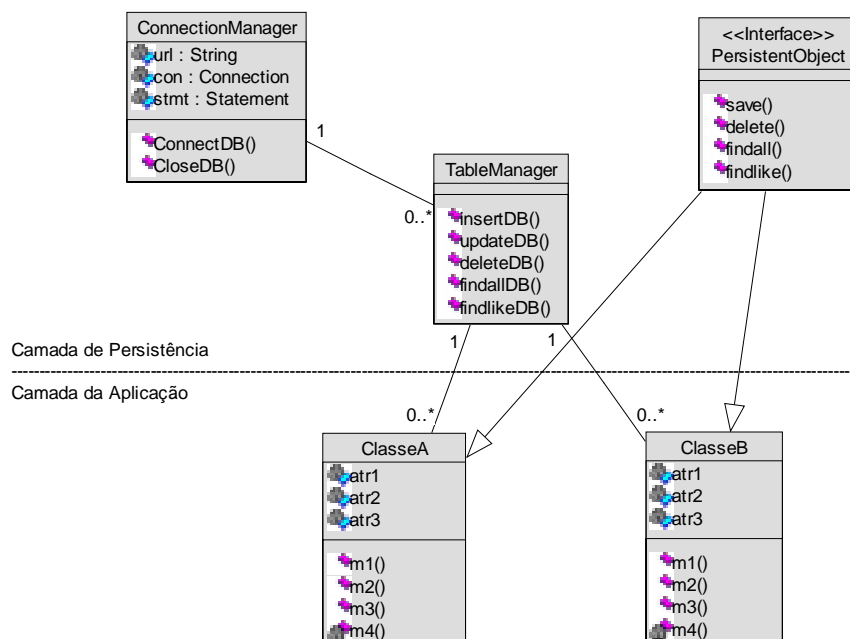 ConnectionManager
url : String
con : Connection
stmt : Statement
ConnectDB()
CloseDB()
<<Interface>>
PersistentObject
save()
delete()
findall()
findlike()
1
0..*
TableManager
insertDB()
updateDB()
deleteDB()
findallDB()
findlikeDB()
1
1
Camada de Persistência
Camada da Aplicação
0..*
0..*
ClasseA
atr1
atr2
atr3
m1()
m2()
m3()
m4()
ClasseB
atr1
atr2
atr3
m1()
m2()
m3()
m4()